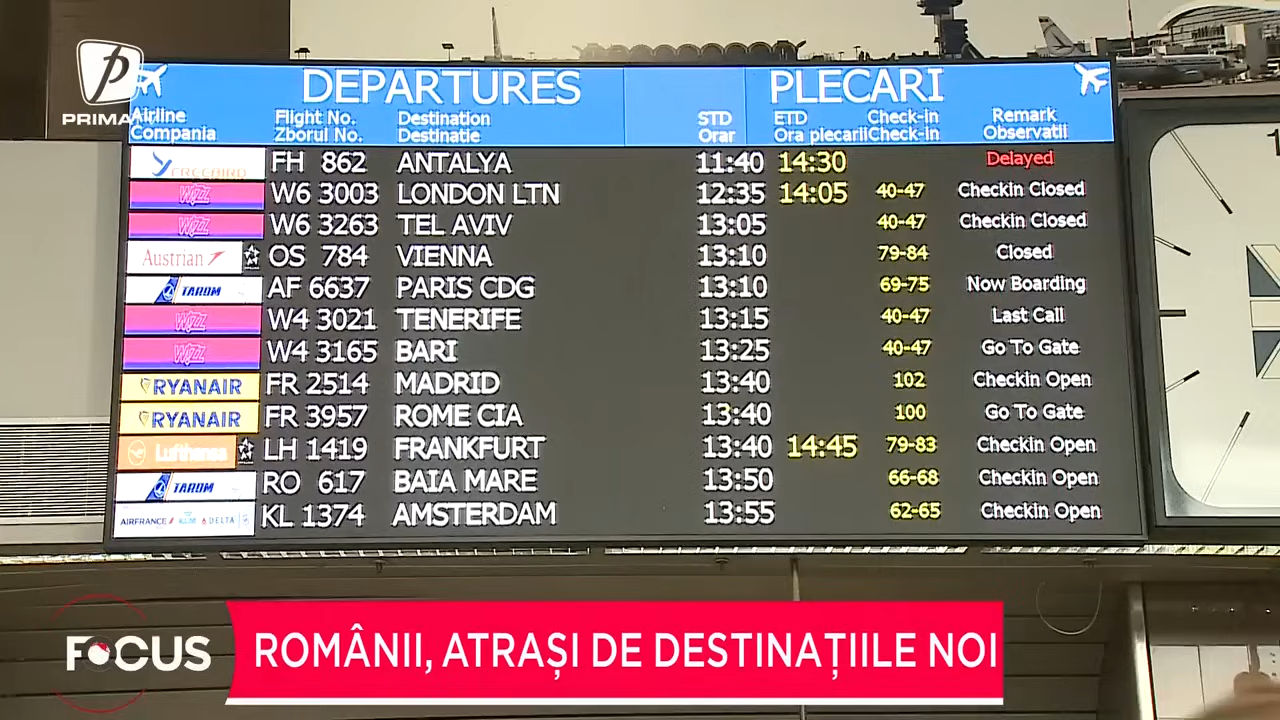 PRIMA
DEPARTURES PLECARI
Airline Flight No. Destination STD ETD Check-in Remark
Compania Zborul No. Destinatie Orar Ora plecarii Check-in Observatii
FREEBIRD FH 862 ANTALYA 11:40 14:30 Delayed
WIZZ W6 3003 LONDON LTN 12:35 14:05 40-47 Checkin Closed
WIZZ W6 3263 TEL AVIV 13:05 40-47 Checkin Closed
Austrian OS 784 VIENNA 13:10 79-84 Closed
TAROM AF 6637 PARIS CDG 13:10 69-75 Now Boarding
WIZZ W4 3021 TENERIFE 13:15 40-47 Last Call
WIZZ W4 3165 BARI 13:25 40-47 Go To Gate
RYANAIR FR 2514 MADRID 13:40 102 Checkin Open
RYANAIR FR 3957 ROME CIA 13:40 100 Go To Gate
Lufthansa LH 1419 FRANKFURT 13:40 14:45 79-83 Checkin Open
TAROM RO 617 BAIA MARE 13:50 66-68 Checkin Open
AIRFRANCE KLM DELTA KL 1374 AMSTERDAM 13:55 62-65 Checkin Open
FOCUS
ROMÂNII, ATRAȘI DE DESTINAȚIILE NOI